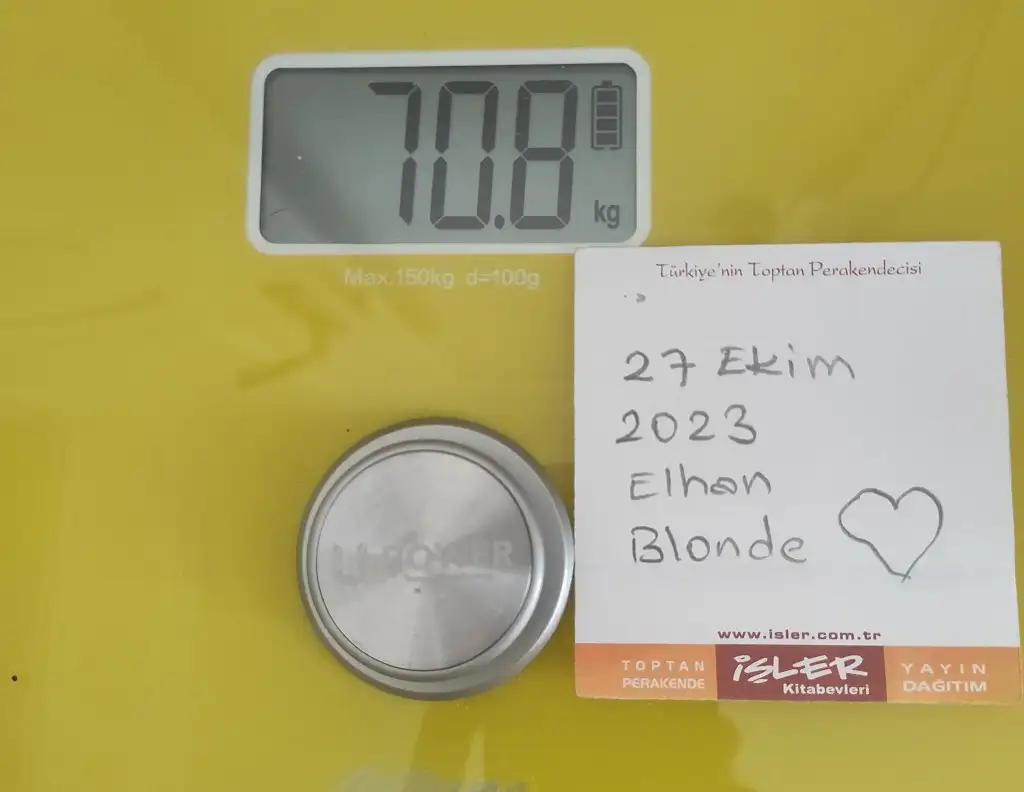 70.8
kg
Max.150kg d=100g
Türkiye'nin Toptan Perakendecisi
27 Ekim
2023
Elhan
Blonde
www.isler.com.tr
TOPTAN
PERAKENDE
İŞLER
Kitabevleri
YAYIN
DAĞITIM